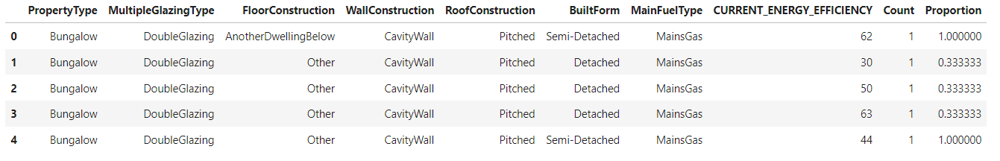 PropertyType MultipleGlazingType FloorConstruction WallConstruction RoofConstruction BuiltForm MainFuelType CURRENT_ENERGY_EFFICIENCY Count Proportion
0 Bungalow DoubleGlazing AnotherDwellingBelow CavityWall Pitched Semi-Detached MainsGas 62 1 1.000000
1 Bungalow DoubleGlazing Other CavityWall Pitched Detached MainsGas 30 1 0.333333
2 Bungalow DoubleGlazing Other CavityWall Pitched Detached MainsGas 50 1 0.333333
3 Bungalow DoubleGlazing Other CavityWall Pitched Detached MainsGas 63 1 0.333333
4 Bungalow DoubleGlazing Other CavityWall Pitched Semi-Detached MainsGas 44 1 1.000000